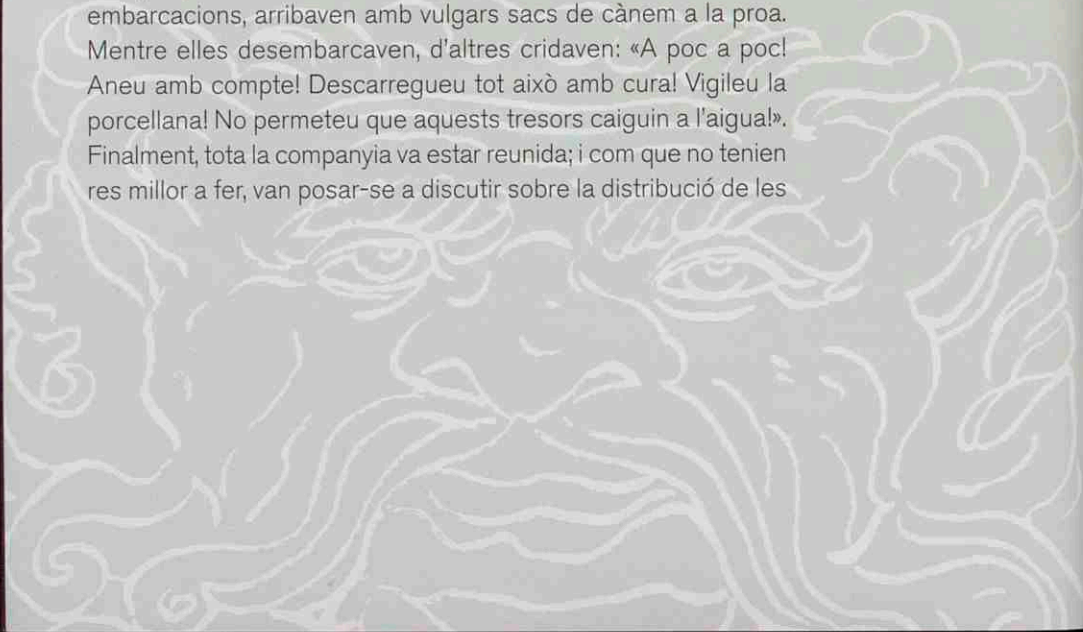 embarcacions, arribaven amb vulgars sacs de cànem a la proa.
Mentre elles desembarcaven, d'altres cridaven: «A poc a poc!
Aneu amb compte! Descarregueu tot això amb cura! Vigileu la
porcellana! No permeteu que aquests tresors caiguin a l'aigua!».
Finalment, tota la companyia va estar reunida; i com que no tenien
res millor a fer, van posar-se a discutir sobre la distribució de les